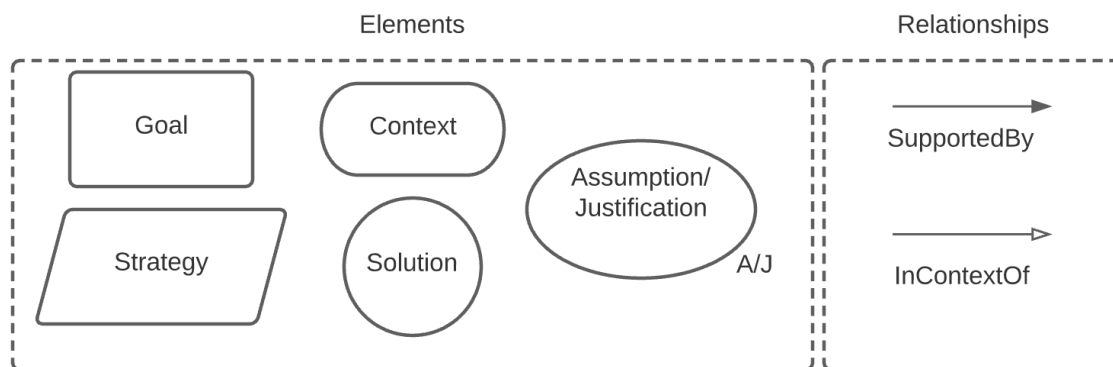 Elements
Relationships
Goal
Context
Assumption/
Justification
A/J
Strategy
Solution
SupportedBy
InContextOf